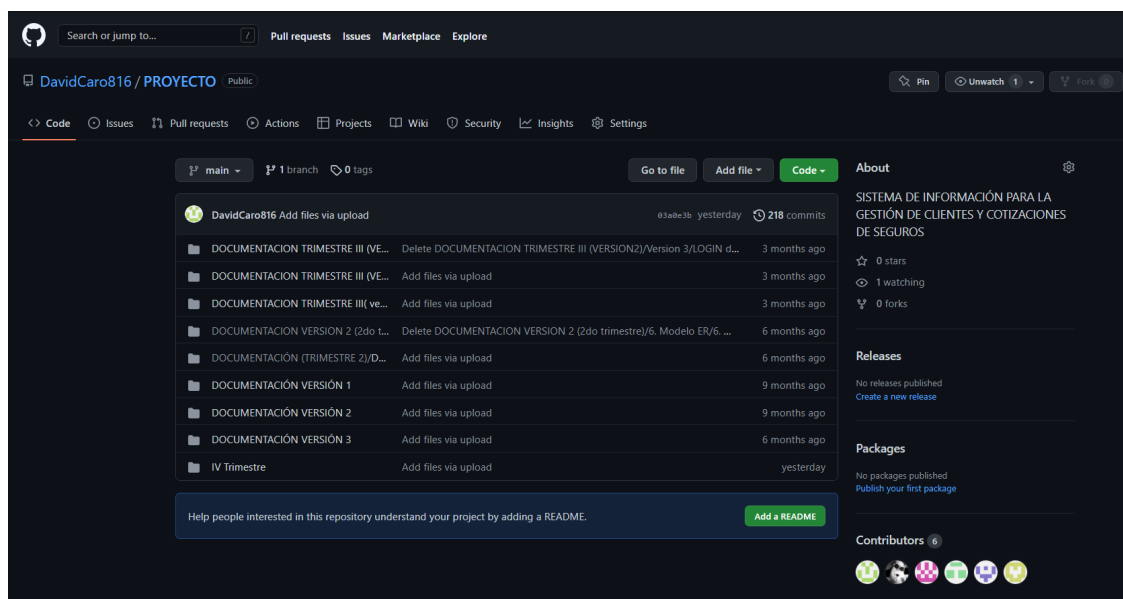 Search or jump to... / Pull requests Issues Marketplace Explore
DavidCaro816 / PROYECTO Public
Pin Unwatch 1 Fork 0
<> Code Issues Pull requests Actions Projects Wiki Security Insights Settings
main 1 branch 0 tags Go to file Add file Code
DavidCaro816 Add files via upload 03a0e3b yesterday 218 commits
DOCUMENTACION TRIMESTRE III (VE... Delete DOCUMENTACION TRIMESTRE III (VERSION2)/Version 3/LOGIN d... 3 months ago
DOCUMENTACION TRIMESTRE III (VE... Add files via upload 3 months ago
DOCUMENTACION TRIMESTRE III( ve... Add files via upload 3 months ago
DOCUMENTACION VERSION 2 (2do t... Delete DOCUMENTACION VERSION 2 (2do trimestre)/6. Modelo ER/6. ... 6 months ago
DOCUMENTACIÓN (TRIMESTRE 2)/D... Add files via upload 6 months ago
DOCUMENTACIÓN VERSIÓN 1 Add files via upload 9 months ago
DOCUMENTACIÓN VERSIÓN 2 Add files via upload 9 months ago
DOCUMENTACIÓN VERSIÓN 3 Add files via upload 6 months ago
IV Trimestre Add files via upload yesterday
Help people interested in this repository understand your project by adding a README. Add a README
About
SISTEMA DE INFORMACIÓN PARA LA
GESTIÓN DE CLIENTES Y COTIZACIONES
DE SEGUROS
0 stars
1 watching
0 forks
Releases
No releases published
Create a new release
Packages
No packages published
Publish your first package
Contributors 6